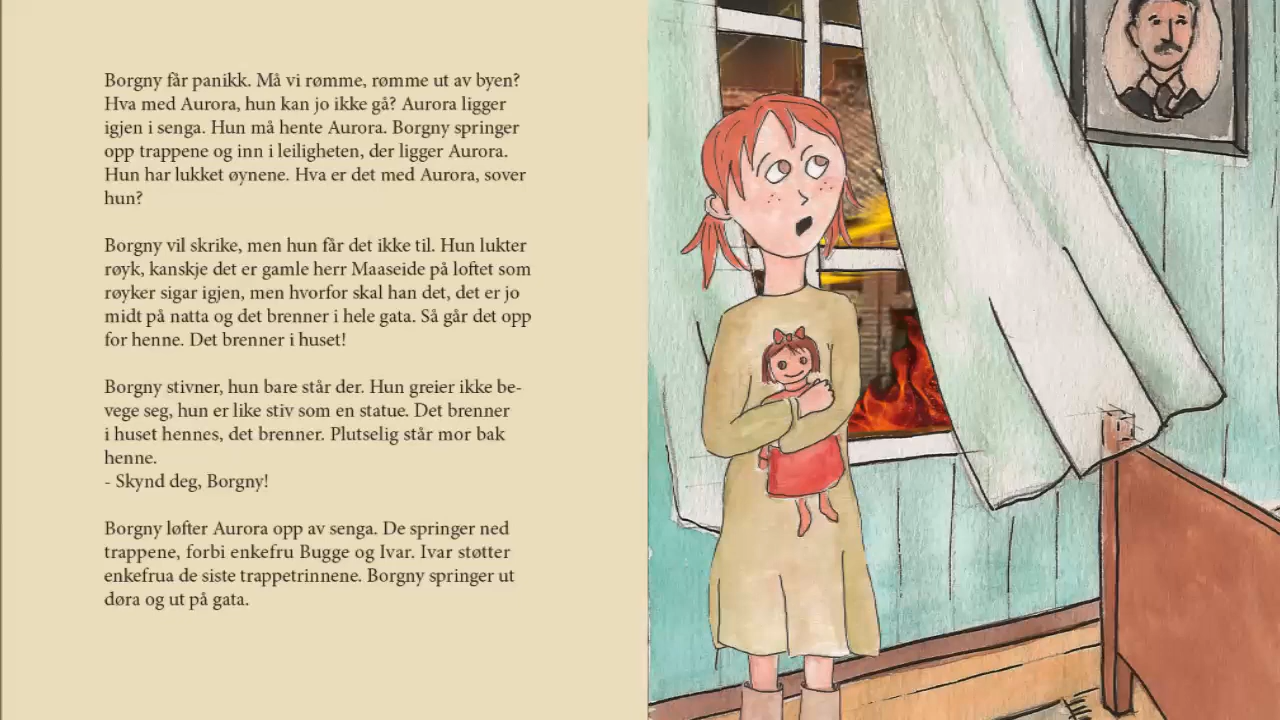 Borgny får panikk. Må vi rømme, rømme ut av byen?
Hva med Aurora, hun kan jo ikke gå? Aurora ligger
igjen i senga. Hun må hente Aurora. Borgny springer
opp trappene og inn i leiligheten, der ligger Aurora.
Hun har lukket øynene. Hva er det med Aurora, sover
hun?
Borgny vil skrike, men hun får det ikke til. Hun lukter
røyk, kanskje det er gamle herr Maaseide på loftet som
røyker sigar igjen, men hvorfor skal han det, det er jo
midt på natta og det brenner i hele gata. Så går det opp
for henne. Det brenner i huset!
Borgny stivner, hun bare står der. Hun greier ikke be-
vege seg, hun er like stiv som en statue. Det brenner
i huset hennes, det brenner. Plutselig står mor bak
henne.
- Skynd deg, Borgny!
Borgny løfter Aurora opp av senga. De springer ned
trappene, forbi enkefru Bugge og Ivar. Ivar støtter
enkefrua de siste trappetrinnene. Borgny springer ut
døra og ut på gata.